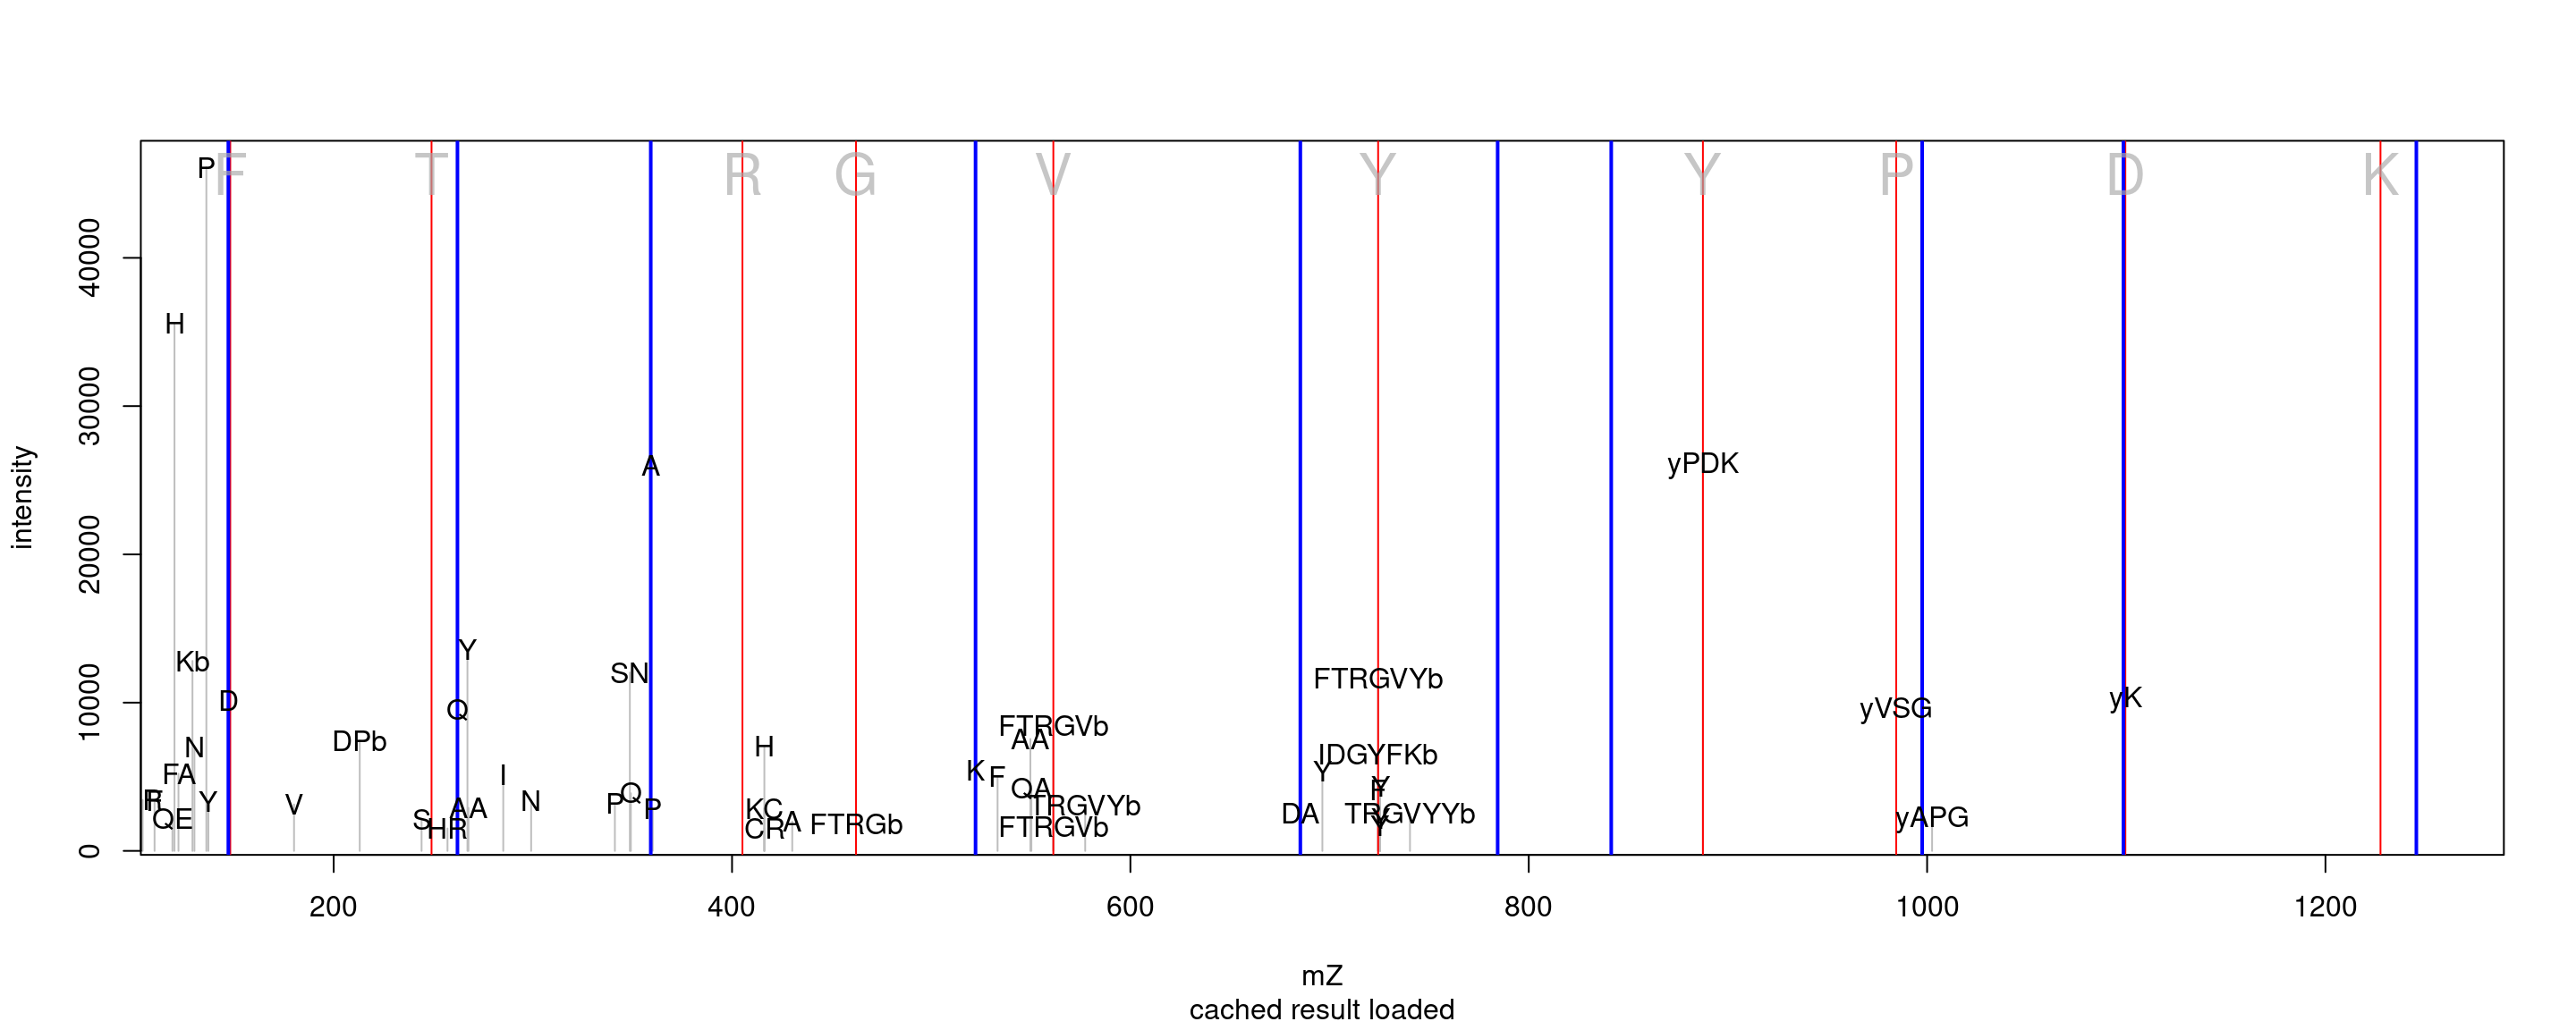 F T R G V Y Y P D K
P
H
A
yPDK
Y
Kb
SN
FTRGVYb
D
Q
yVSG
yK
DPb
N
H
FTRGVb
AA
IDGYFKb
FA
I
K
F
Y
QA
Y
F
R
Y
V
N
P
Q
P
AA
KC
TRGVYb
DA
TRGVYYb
yAPG
QE
S
HR
CR
A
FTRGb
FTRGVb
Y
intensity
0 10000 20000 30000 40000
200 400 600 800 1000 1200
mZ
cached result loaded